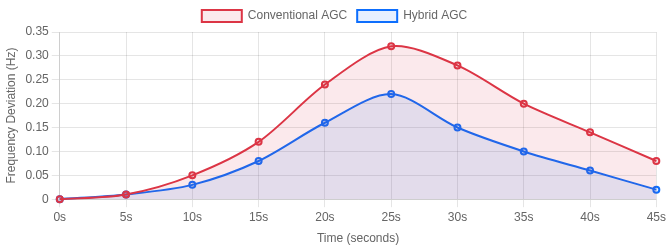 Conventional AGC Hybrid AGC
Frequency Deviation (Hz)
0.35
0.30
0.25
0.20
0.15
0.10
0.05
0
0s 5s 10s 15s 20s 25s 30s 35s 40s 45s
Time (seconds)